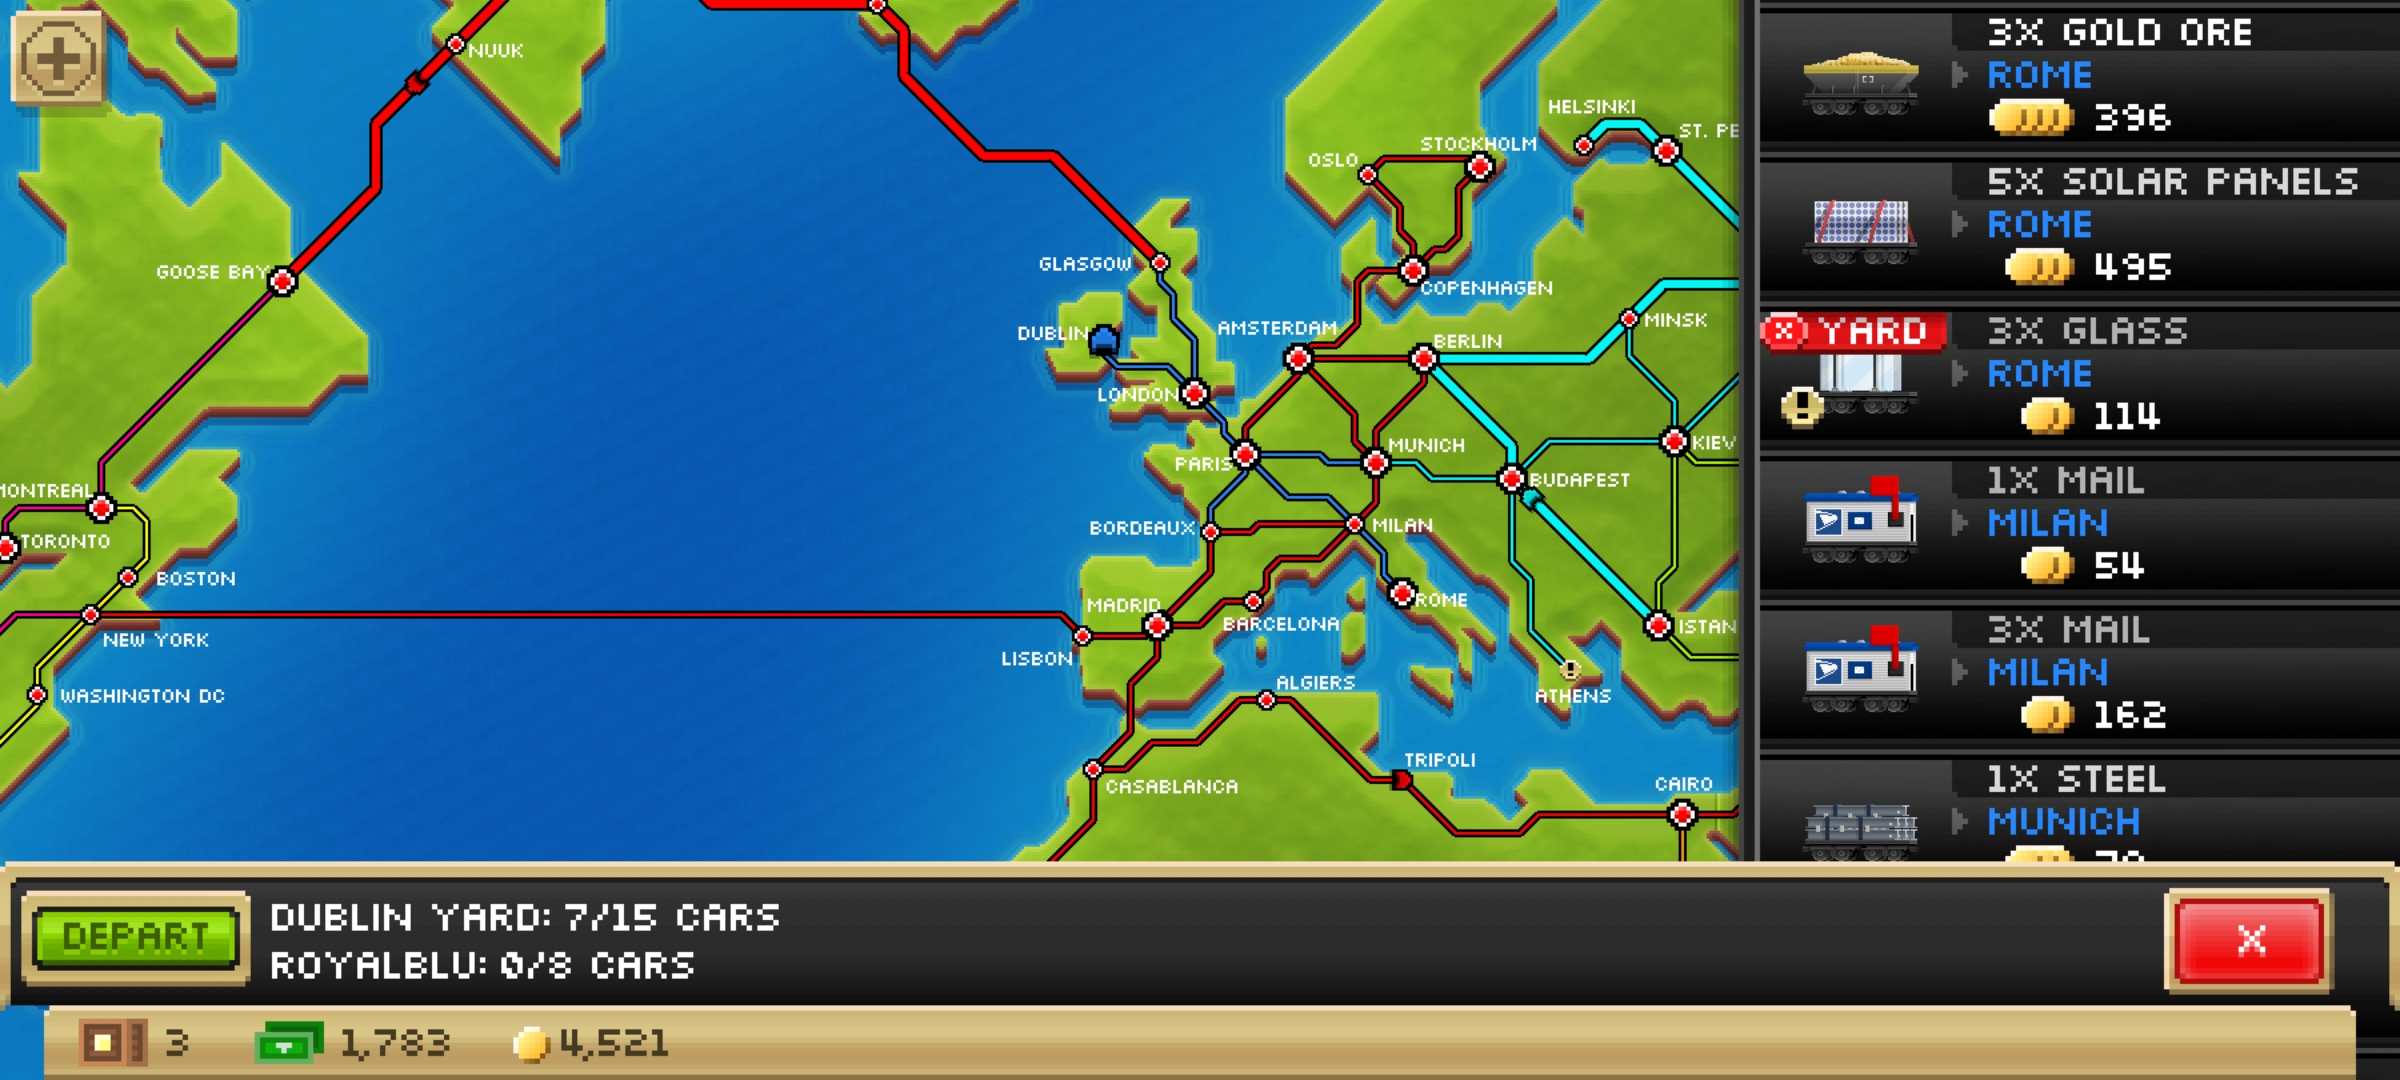 NUUK
HELSINKI
ST. PE
STOCKHOLM
OSLO
GLASGOW
GOOSE BAY
COPENHAGEN
DUBLIN
AMSTERDAM
BERLIN
MINSK
LONDON
MUNICH
KIEV
PARIS
BUDAPEST
MONTREAL
BORDEAUX
MILAN
TORONTO
BOSTON
MADRID
ROME
BARCELONA
ISTAN
NEW YORK
LISBON
WASHINGTON DC
ALGIERS
ATHENS
TRIPOLI
CASABLANCA
CAIRO
3X GOLD ORE
ROME
396
5X SOLAR PANELS
ROME
495
YARD
3X GLASS
ROME
114
1X MAIL
MILAN
54
3X MAIL
MILAN
162
1X STEEL
MUNICH
DEPART
DUBLIN YARD: 7/15 CARS
ROYALBLU: 0/8 CARS
X
3
1,783
4,521